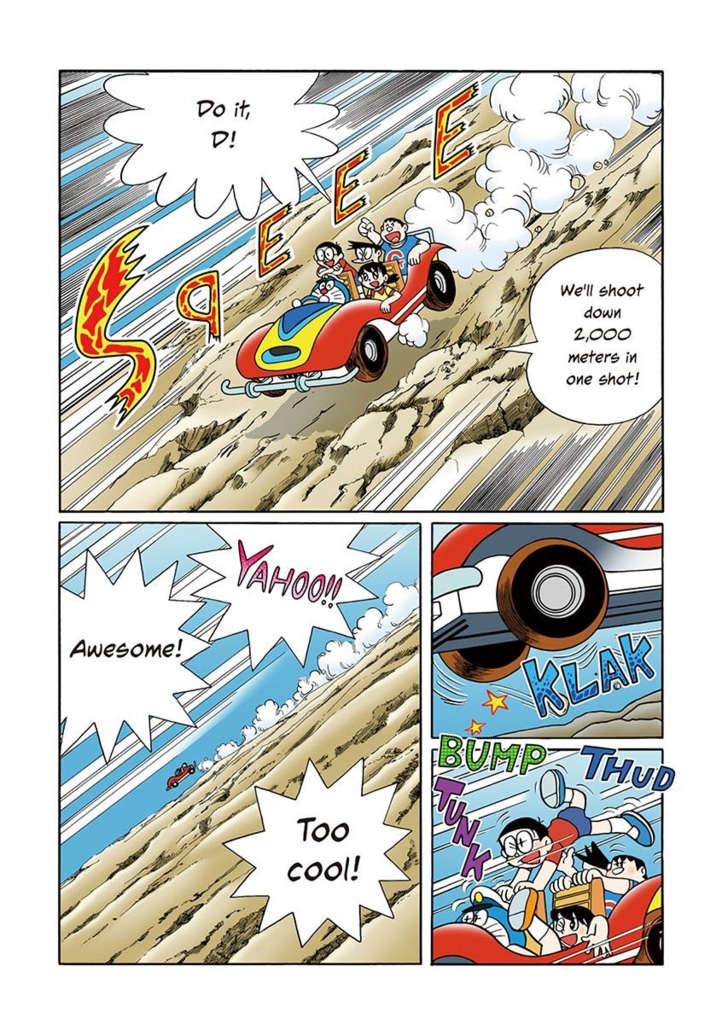 Do it,
D!
SPEEEE
We'll shoot
down
2,000
meters in
one shot!
YAHOO!!
Awesome!
Too
cool!
KLAK
BUMP
THUD
TUNK